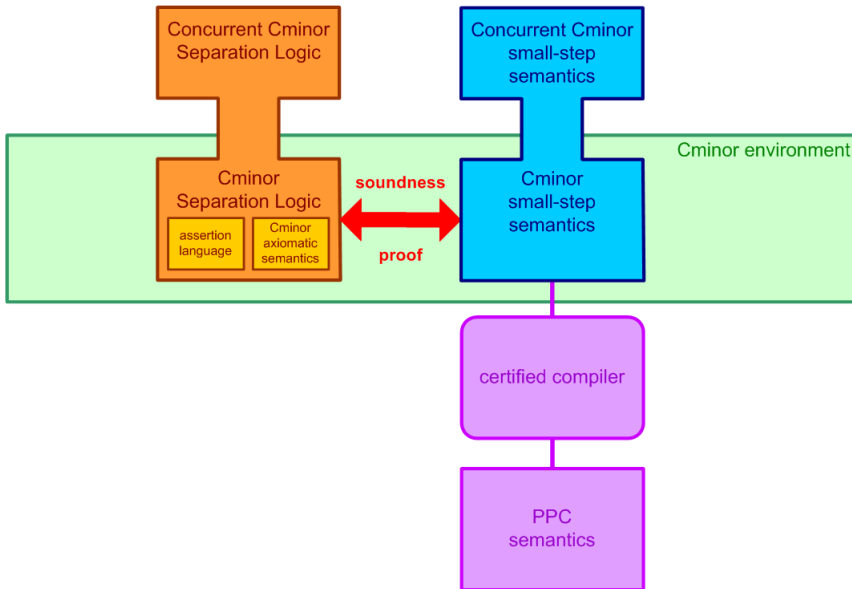 Concurrent Cminor
Separation Logic
Concurrent Cminor
small-step
semantics
Cminor environment
Cminor
Separation Logic
assertion
language
Cminor
axiomatic
semantics
soundness
proof
Cminor
small-step
semantics
certified compiler
PPC
semantics